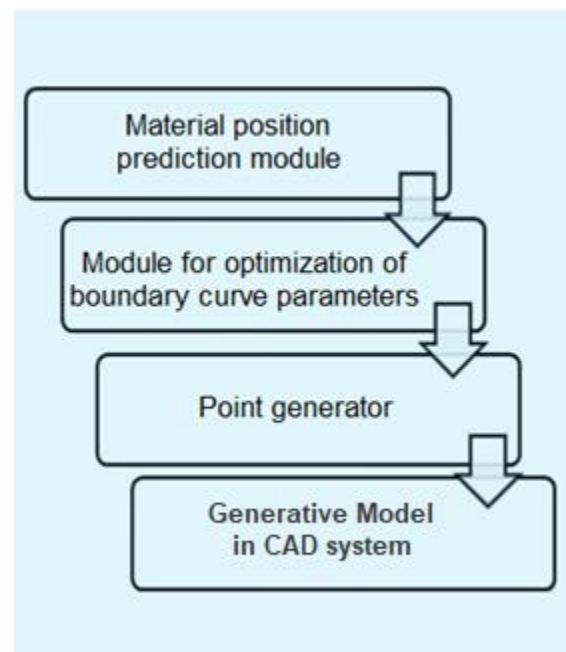 Material position
prediction module
Module for optimization of
boundary curve parameters
Point generator
Generative Model
in CAD system